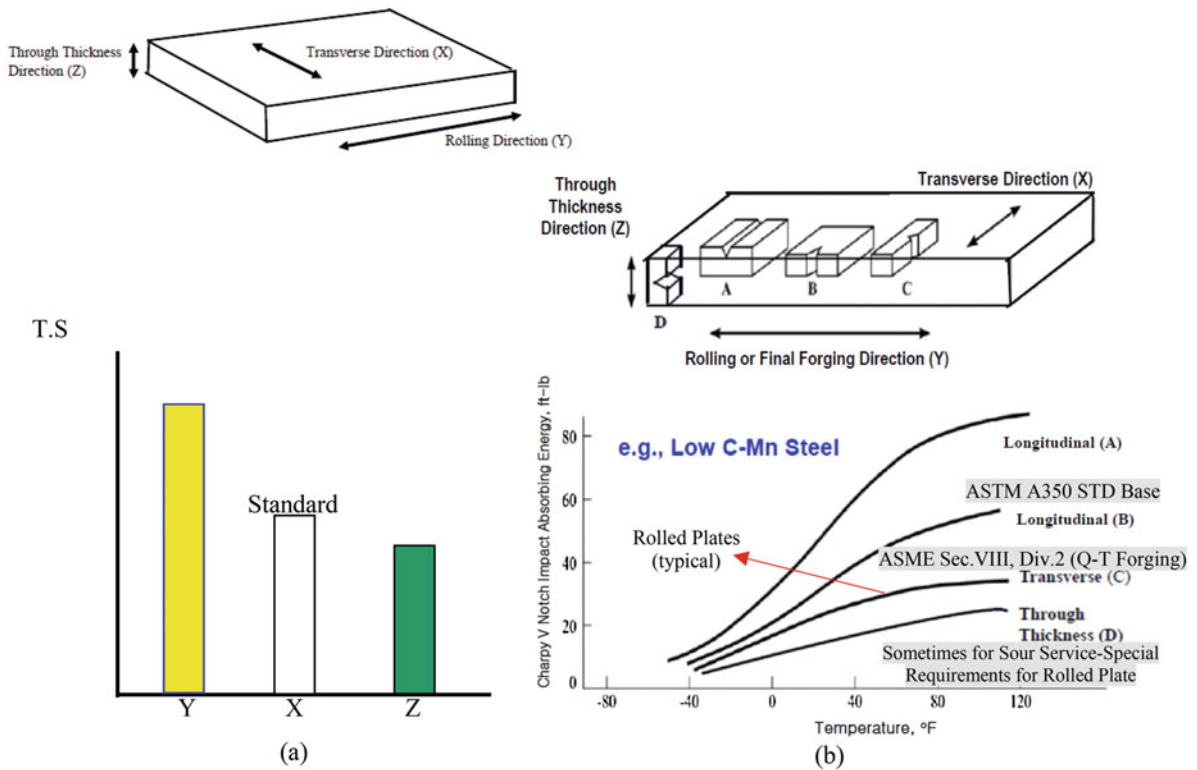 Through Thickness
Direction (Z)
Transverse Direction (X)
Rolling Direction (Y)
Through
Thickness
Direction (Z)
Transverse Direction (X)
A
B
C
D
Rolling or Final Forging Direction (Y)
T.S
Standard
Y
X
Z
(a)
Charpy V Notch Impact Absorbing Energy, ft-lb
80
60
40
20
0
e.g., Low C-Mn Steel
Longitudinal (A)
ASTM A350 STD Base
Longitudinal (B)
Rolled Plates
(typical)
ASME Sec.VIII, Div.2 (Q-T Forging)
Transverse (C)
Through
Thickness (D)
Sometimes for Sour Service-Special
Requirements for Rolled Plate
-80
-40
0
40
80
120
Temperature, °F
(b)